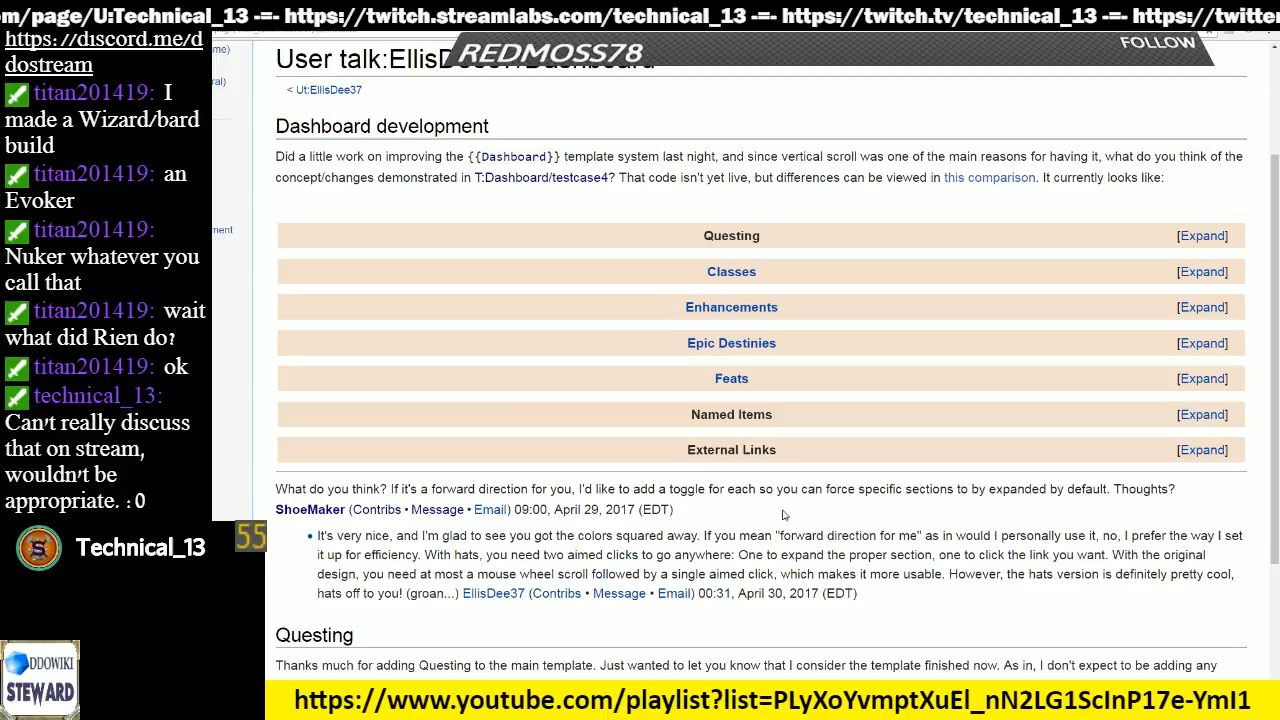 m/page/U:Technical_13 -=- https://twitch.streamlabs.com/technical_13 -=- https://twitch.tv/technical_13 -=- https://twitter
https://discord.me/d
dostream
titan201419: I
made a Wizard/bard
build
titan201419: an
Evoker
titan201419:
Nuker whatever you
call that
titan201419: wait
what did Rien do?
titan201419: ok
technical_13:
Can't really discuss
that on stream,
wouldn't be
appropriate. :O
Technical_13
55
DDOWIKI
STEWARD
REDMOSS78
FOLLOW
User talk:EllisDee37/Dashboard
< Ut:EllisDee37
Dashboard development
Did a little work on improving the {{Dashboard}} template system last night, and since vertical scroll was one of the main reasons for having it, what do you think of the
concept/changes demonstrated in T:Dashboard/testcase4? That code isn't yet live, but differences can be viewed in this comparison. It currently looks like:
Questing [Expand]
Classes [Expand]
Enhancements [Expand]
Epic Destinies [Expand]
Feats [Expand]
Named Items [Expand]
External Links [Expand]
What do you think? If it's a forward direction for you, I'd like to add a toggle for each so you can force specific sections to by expanded by default. Thoughts?
ShoeMaker (Contribs • Message • Email) 09:00, April 29, 2017 (EDT)
• It's very nice, and I'm glad to see you got the colors squared away. If you mean "forward direction for me" as in would I personally use it, no, I prefer the way I set
it up for efficiency. With hats, you need two aimed clicks to go anywhere: One to expand the proper section, one to click the link you want. With the original
design, you need at most a mouse wheel scroll followed by a single aimed click, which makes it more usable. However, the hats version is definitely pretty cool,
hats off to you! (groan...) EllisDee37 (Contribs • Message • Email) 00:31, April 30, 2017 (EDT)
Questing
Thanks much for adding Questing to the main template. Just wanted to let you know that I consider the template finished now. As in, I don't expect to be adding any
https://www.youtube.com/playlist?list=PLyXoYvmptXuEl_nN2LG1ScInP17e-YmI1